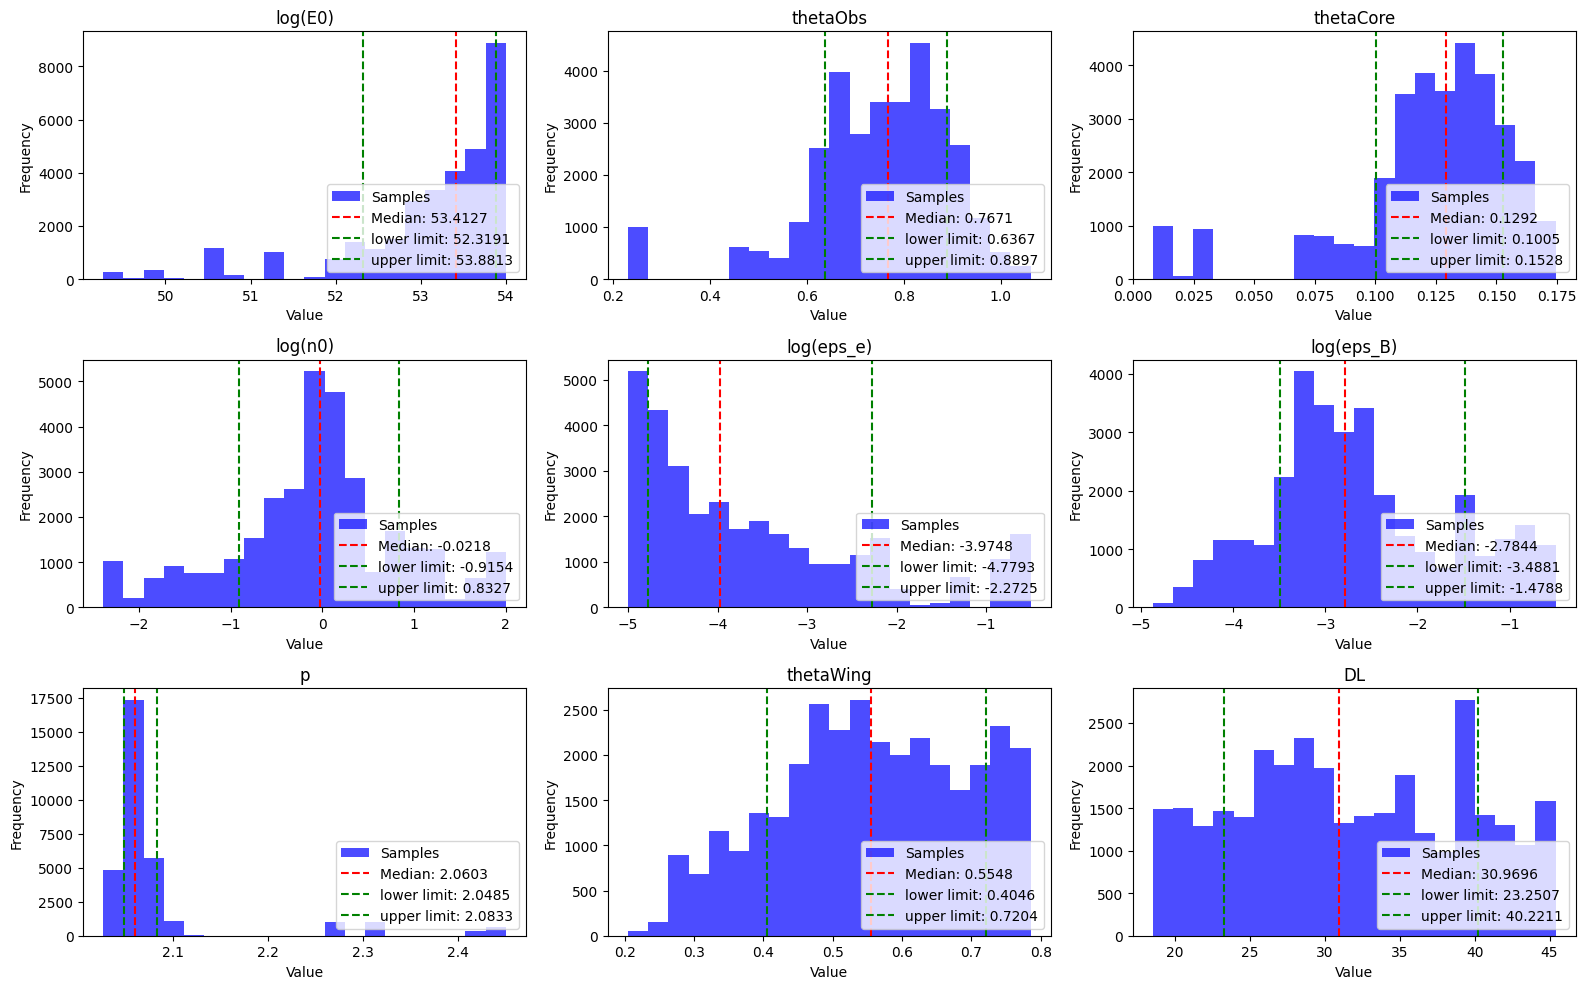 log(E0)
8000
6000
4000
2000
0
Frequency
50
51
52
53
54
Value
Samples
Median: 53.4127
lower limit: 52.3191
upper limit: 53.8813
thetaObs
4000
3000
2000
1000
0
Frequency
0.2
0.4
0.6
0.8
1.0
Value
Samples
Median: 0.7671
lower limit: 0.6367
upper limit: 0.8897
thetaCore
4000
3000
2000
1000
0
Frequency
0.000
0.025
0.050
0.075
0.100
0.125
0.150
0.175
Value
Samples
Median: 0.1292
lower limit: 0.1005
upper limit: 0.1528
log(n0)
5000
4000
3000
2000
1000
0
Frequency
−2
−1
0
1
2
Value
Samples
Median: -0.0218
lower limit: -0.9154
upper limit: 0.8327
log(eps_e)
5000
4000
3000
2000
1000
0
Frequency
−5
−4
−3
−2
−1
Value
Samples
Median: -3.9748
lower limit: -4.7793
upper limit: -2.2725
log(eps_B)
4000
3000
2000
1000
0
Frequency
−5
−4
−3
−2
−1
Value
Samples
Median: -2.7844
lower limit: -3.4881
upper limit: -1.4788
p
17500
15000
12500
10000
7500
5000
2500
0
Frequency
2.1
2.2
2.3
2.4
Value
Samples
Median: 2.0603
lower limit: 2.0485
upper limit: 2.0833
thetaWing
2500
2000
1500
1000
500
0
Frequency
0.2
0.3
0.4
0.5
0.6
0.7
0.8
Value
Samples
Median: 0.5548
lower limit: 0.4046
upper limit: 0.7204
DL
2500
2000
1500
1000
500
0
Frequency
20
25
30
35
40
45
Value
Samples
Median: 30.9696
lower limit: 23.2507
upper limit: 40.2211